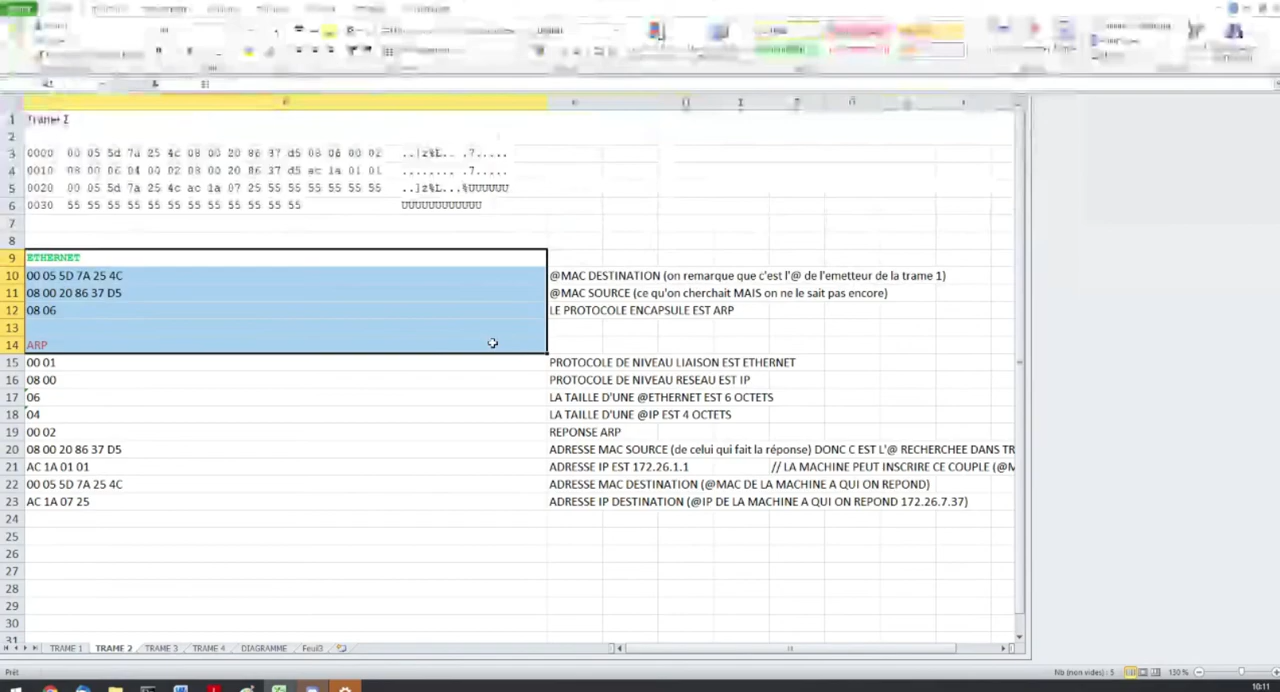 Trame 2
0000 00 05 5d 7a 25 4c 08 00 20 86 37 d5 08 06 00 02 ..]z%L.. .7.....
0010 08 00 06 04 00 02 08 00 20 86 37 d5 ac 1a 01 01 ........ .7.....
0020 00 05 5d 7a 25 4c ac 1a 07 25 55 55 55 55 55 55 ..]z%L...%UUUUUU
0030 55 55 55 55 55 55 55 55 55 55 55 55 UUUUUUUUUUUU
ETHERNET
00 05 5D 7A 25 4C @MAC DESTINATION (on remarque que c'est l'@ de l'emetteur de la trame 1)
08 00 20 86 37 D5 @MAC SOURCE (ce qu'on cherchait MAIS on ne le sait pas encore)
08 06 LE PROTOCOLE ENCAPSULE EST ARP
ARP
00 01 PROTOCOLE DE NIVEAU LIAISON EST ETHERNET
08 00 PROTOCOLE DE NIVEAU RESEAU EST IP
06 LA TAILLE D'UNE @ETHERNET EST 6 OCTETS
04 LA TAILLE D'UNE @IP EST 4 OCTETS
00 02 REPONSE ARP
08 00 20 86 37 D5 ADRESSE MAC SOURCE (de celui qui fait la réponse) DONC C EST L'@ RECHERCHEE DANS TR
AC 1A 01 01 ADRESSE IP EST 172.26.1.1 // LA MACHINE PEUT INSCRIRE CE COUPLE (@M
00 05 5D 7A 25 4C ADRESSE MAC DESTINATION (@MAC DE LA MACHINE A QUI ON REPOND)
AC 1A 07 25 ADRESSE IP DESTINATION (@IP DE LA MACHINE A QUI ON REPOND 172.26.7.37)
TRAME 1 TRAME 2 TRAME 3 TRAME 4 DIAGRAMME Feuil3
Prêt Nb (non vides) : 5 130 %
10:11